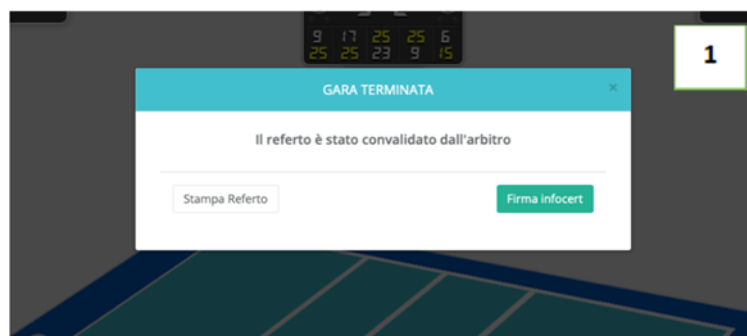 9 17 25 25 6
25 25 23 9 15
1
GARA TERMINATA ×
Il referto è stato convalidato dall'arbitro
Stampa Referto Firma infocert